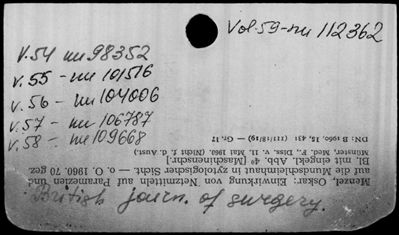 Vol.59-nu 112362
V.54 nu 98352
V.55 - nu 101516
V.56 - nu 104006
V.57 - nu 106787
V.58 - nu 109668
British journ. of surgery.
Menzel, Oskar: Einwirkung von Netzmitteln auf Paramezien und
auf die Mundschleimhaut in zytologischer Sicht. — o. O. 1960. 70 gez.
Bl. mit eingekl. Abb. 4° [Maschinenschr.]
Münster, Med. F., Diss. v. 11. Mai 1960. (Nicht f. d. Aust.)
DN: B 1960, 15, 431 (111/18/19) — Gr. 17